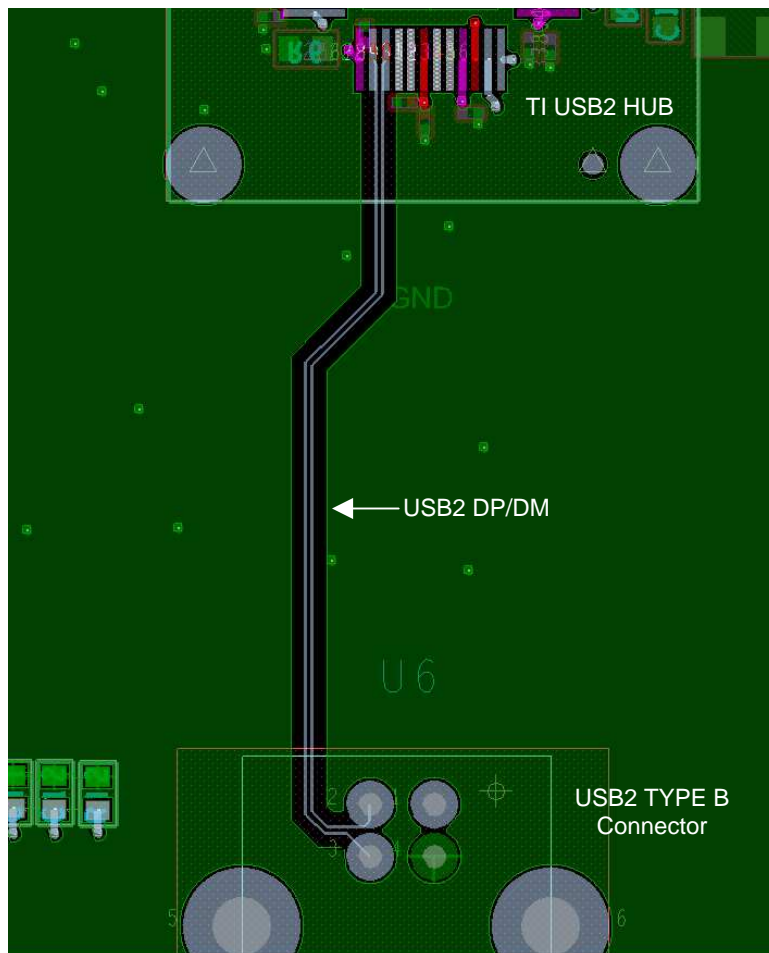 TI USB2 HUB
GND
USB2 DP/DM
U6
2
1
USB2 TYPE B
Connector
3
4
5
6